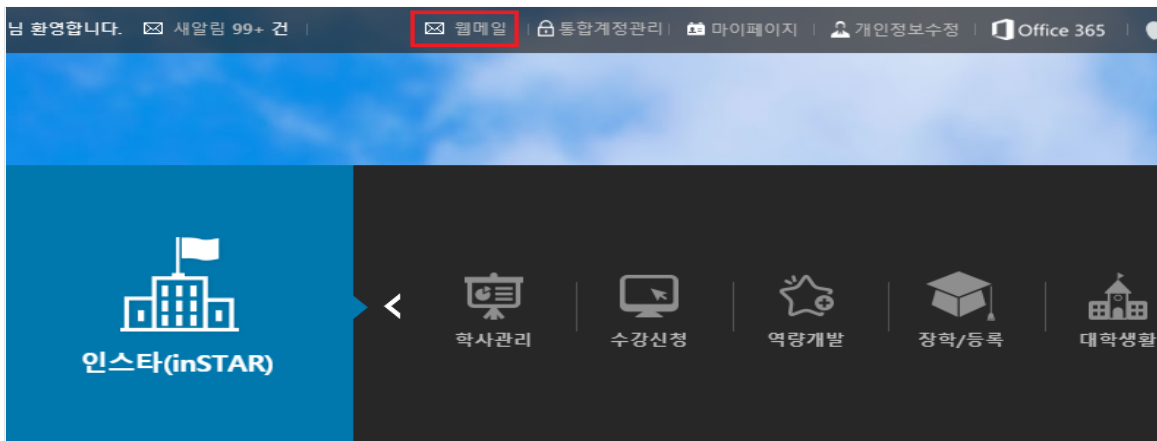 님 환영합니다. 새알림 99+ 건 웹메일 통합계정관리 마이페이지 개인정보수정 Office 365
인스타(inSTAR)
학사관리 수강신청 역량개발 장학/등록 대학생활